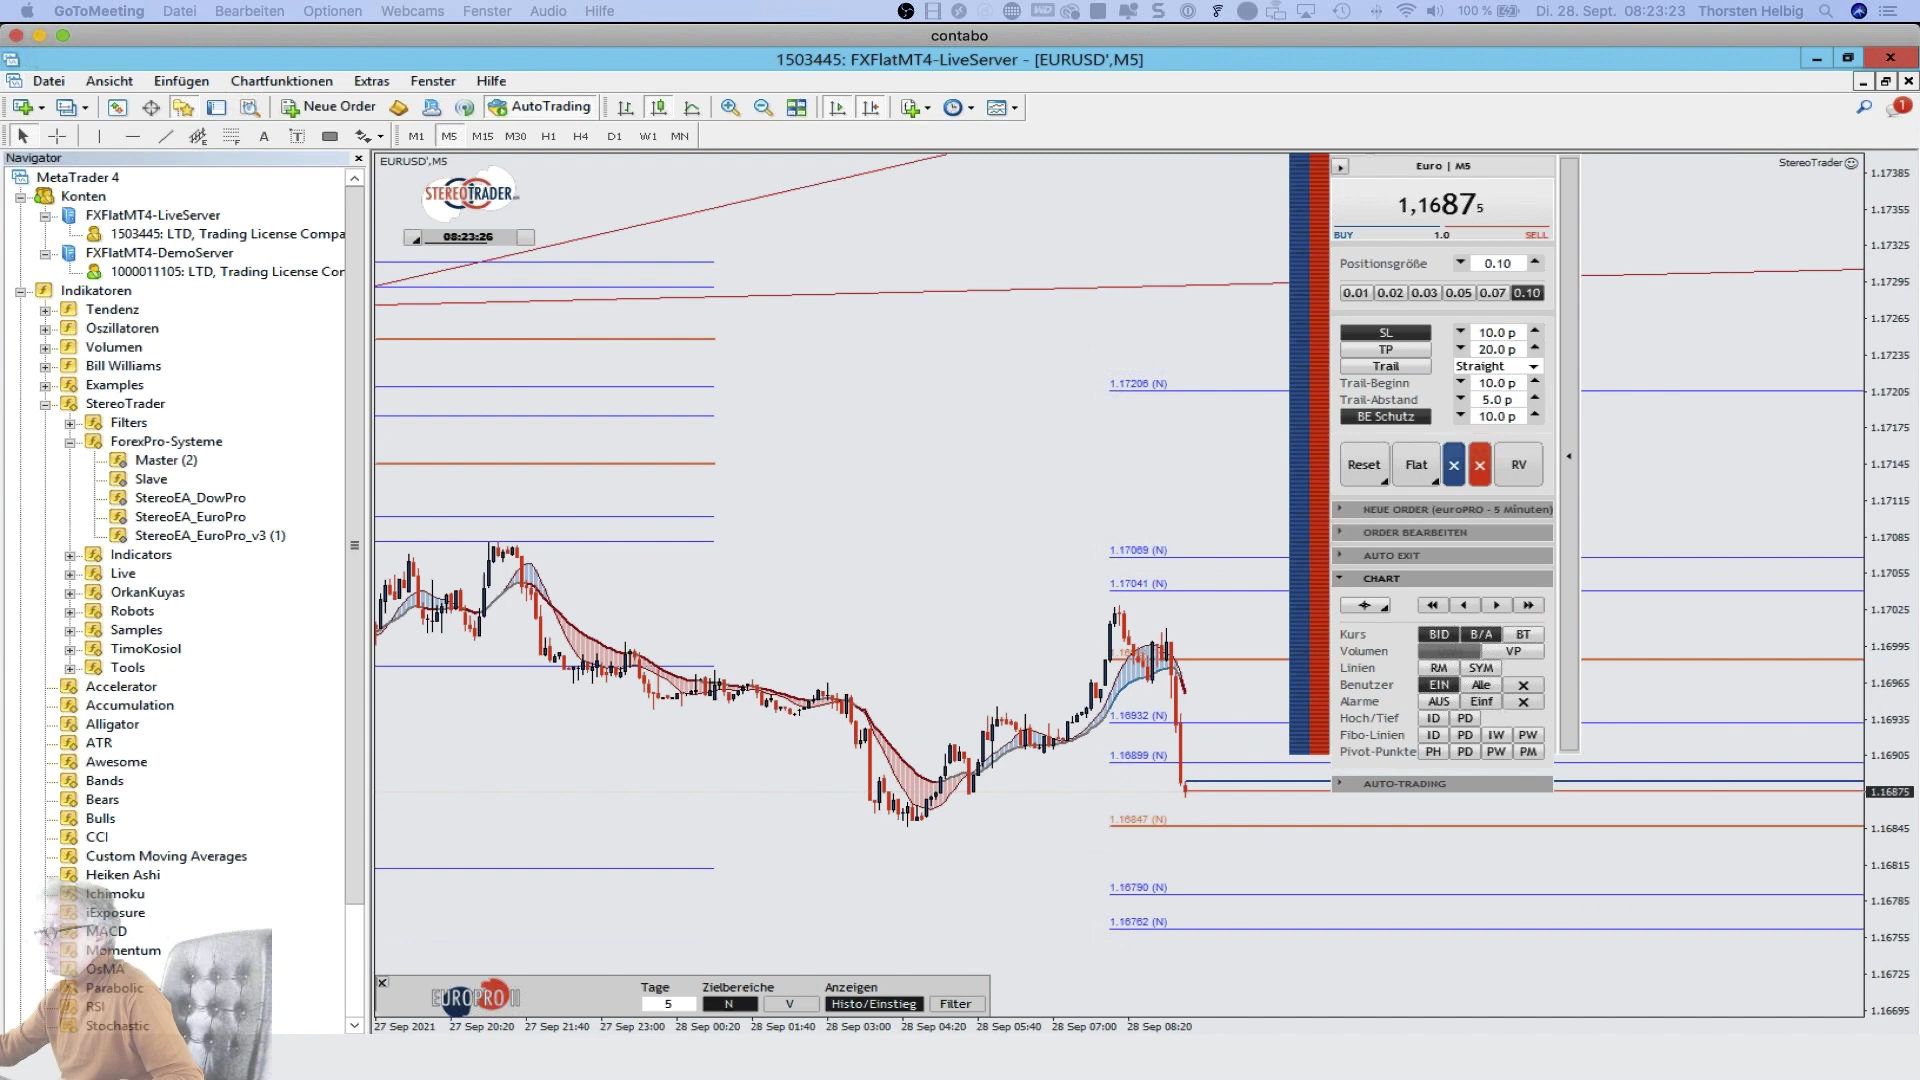 GoToMeeting Datei Bearbeiten Optionen Webcams Fenster Audio Hilfe 100 % Di. 28. Sept. 08:23:23 Thorsten Helbig
contabo
1503445: FXFlatMT4-LiveServer - [EURUSD',M5]
Datei Ansicht Einfügen Chartfunktionen Extras Fenster Hilfe
Neue Order AutoTrading 1
A T M1 M5 M15 M30 H1 H4 D1 W1 MN
Navigator
MetaTrader 4
Konten
FXFlatMT4-LiveServer
1503445: LTD, Trading License Compa
FXFlatMT4-DemoServer
1000011105: LTD, Trading License Cor
Indikatoren
Tendenz
Oszillatoren
Volumen
Bill Williams
Examples
StereoTrader
Filters
ForexPro-Systeme
Master (2)
Slave
StereoEA_DowPro
StereoEA_EuroPro
StereoEA_EuroPro_v3 (1)
Indicators
Live
OrkanKuyas
Robots
Samples
TimoKosiol
Tools
Accelerator
Accumulation
Alligator
ATR
Awesome
Bands
Bears
Bulls
CCI
Custom Moving Averages
Heiken Ashi
Ichimoku
iExposure
MACD
Momentum
OsMA
Parabolic
RSI
Stochastic
EURUSD',M5
STEREOTRADER
08:23:26
1.17206 (N)
1.17069 (N)
1.17041 (N)
1.16932 (N)
1.16899 (N)
1.16847 (N)
1.16790 (N)
1.16762 (N)
Euro | M5
1,16875
BUY 1.0 SELL
Positionsgröße 0.10
0.01 0.02 0.03 0.05 0.07 0.10
SL 10.0 p
TP 20.0 p
Trail Straight
Trail-Beginn 10.0 p
Trail-Abstand 5.0 p
BE Schutz 10.0 p
Reset Flat RV
NEUE ORDER (euroPRO - 5 Minuten)
ORDER BEARBEITEN
AUTO EXIT
CHART
Kurs BID B/A BT
Volumen VP
Linien RM SYM
Benutzer EIN Alle
Alarme AUS Einf
Hoch/Tief ID PD
Fibo-Linien ID PD IW PW
Pivot-Punkte PH PD PW PM
AUTO-TRADING
StereoTrader
1.17385
1.17355
1.17325
1.17295
1.17265
1.17235
1.17205
1.17175
1.17145
1.17115
1.17085
1.17055
1.17025
1.16995
1.16965
1.16935
1.16905
1.16875
1.16845
1.16815
1.16785
1.16755
1.16725
1.16695
EUROPRO II
Tage Zielbereiche Anzeigen
5 N V Histo/Einstieg Filter
27 Sep 2021 27 Sep 20:20 27 Sep 21:40 27 Sep 23:00 28 Sep 00:20 28 Sep 01:40 28 Sep 03:00 28 Sep 04:20 28 Sep 05:40 28 Sep 07:00 28 Sep 08:20